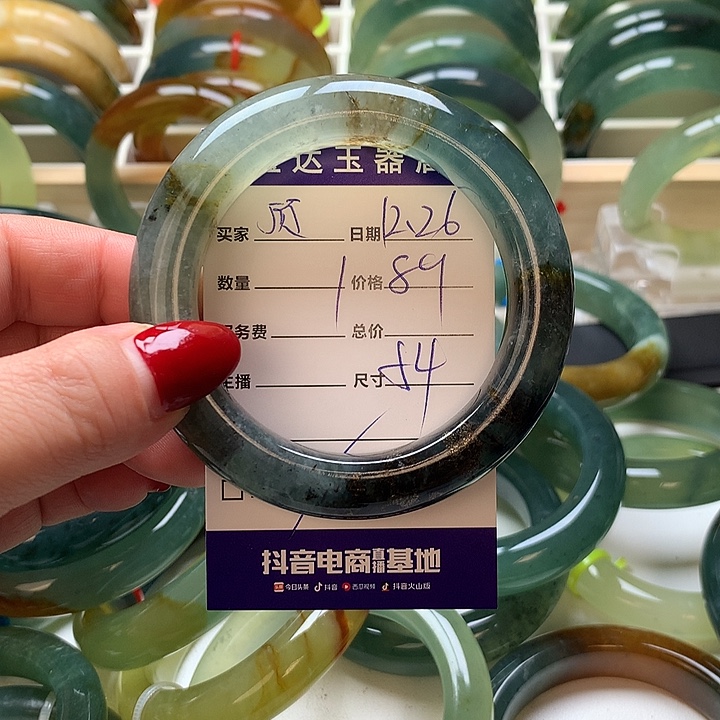 达玉器
买家 顾 日期 12.26
数量 1 价格 89
务费 总价
主播 尺寸 54
抖音电商直播基地
今日头条 抖音 西瓜视频 抖音火山版